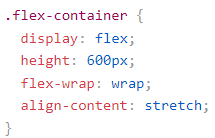 .flex-container {
display: flex;
height: 600px;
flex-wrap: wrap;
align-content: stretch;
}